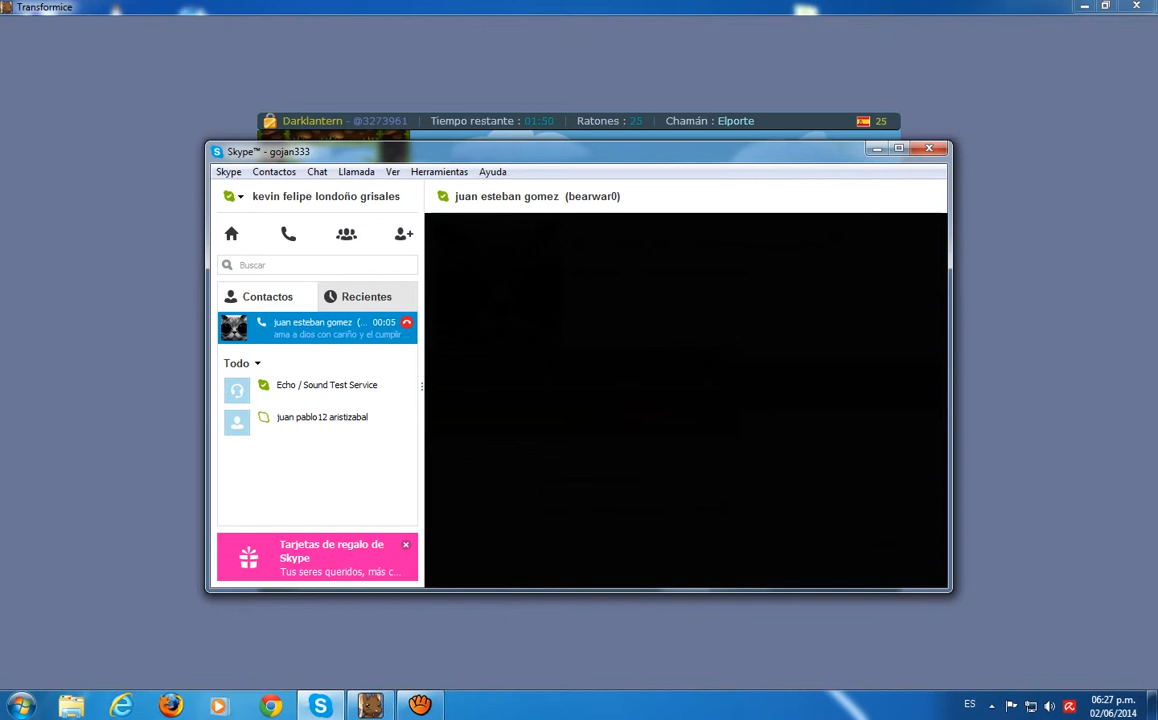 Transformice
Darklantern - @3273961 | Tiempo restante : 01:50 | Ratones : 25 | Chamán : Elporte 25
Skype™ - gojan333
Skype Contactos Chat Llamada Ver Herramientas Ayuda
kevin felipe londoño grisales
juan esteban gomez (bearwar0)
Buscar
Contactos Recientes
juan esteban gomez (... 00:05
ama a dios con cariño y el cumplir...
Todo
Echo / Sound Test Service
juan pablo12 aristizabal
Tarjetas de regalo de
Skype
Tus seres queridos, más c...
ES 06:27 p.m.
02/06/2014